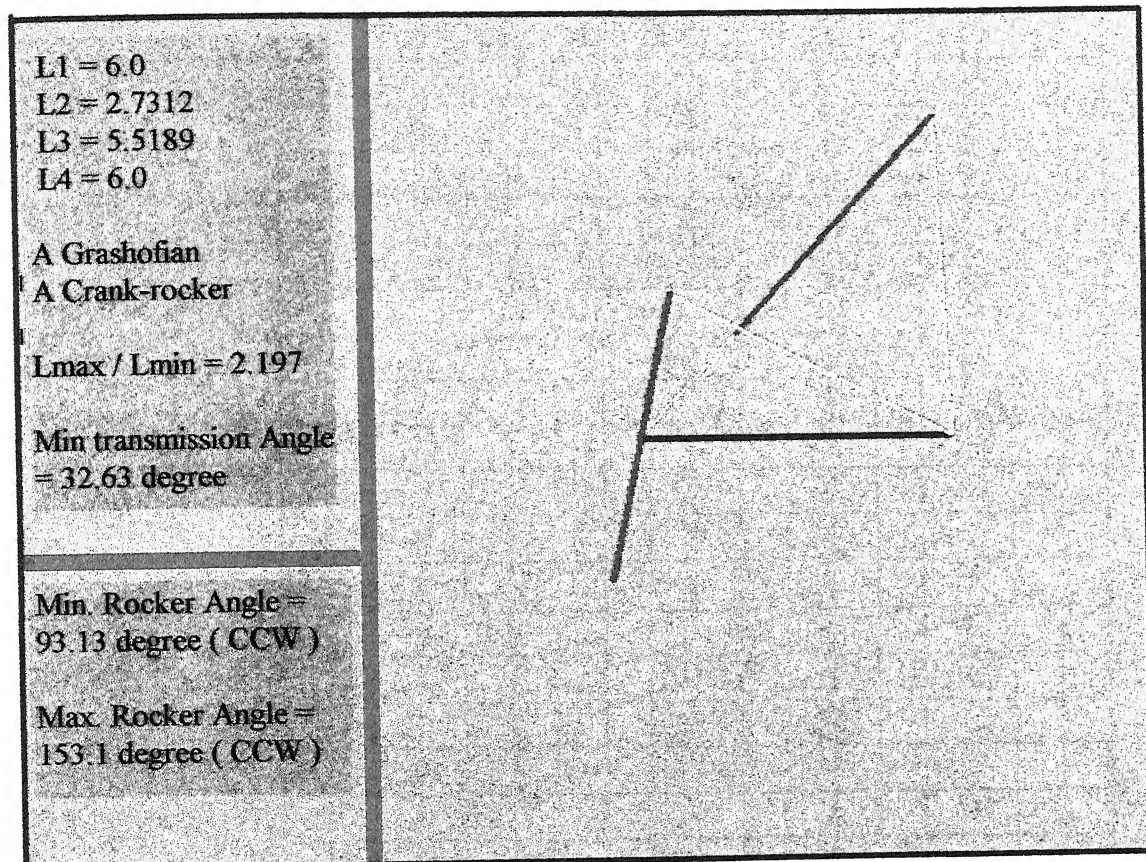 L1 = 6.0
L2 = 2.7312
L3 = 5.5189
L4 = 6.0
A Grashofian
A Crank-rocker
Lmax / Lmin = 2.197
Min transmission Angle
= 32.63 degree
Min. Rocker Angle =
93.13 degree ( CCW )
Max. Rocker Angle =
153.1 degree ( CCW )